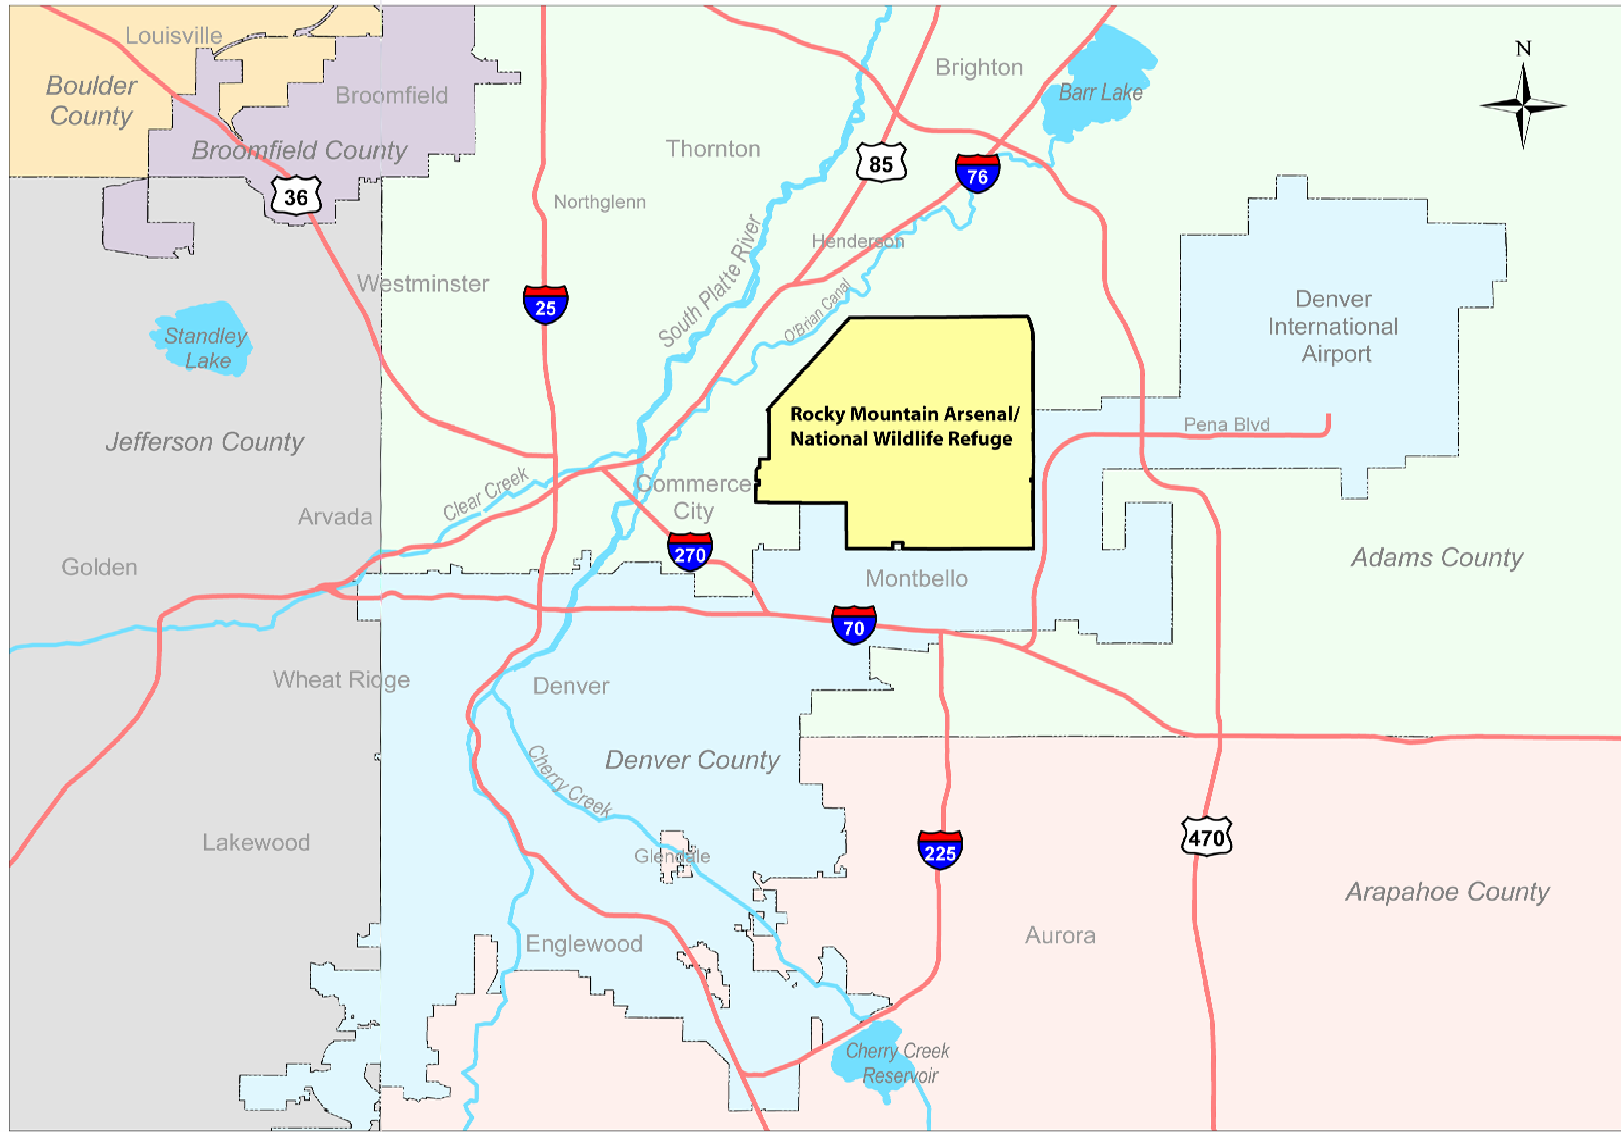 Louisville
Boulder
County
Broomfield
Broomfield County
36
Brighton
Barr Lake
N
Thornton
85
76
Northglenn
Henderson
South Platte River
Westminster
25
O'Brian Canal
Standley
Lake
Denver
International
Airport
Rocky Mountain Arsenal/
National Wildlife Refuge
Pena Blvd
Jefferson County
Clear Creek
Commerce
City
Arvada
270
Golden
Montbello
Adams County
70
Wheat Ridge
Denver
Denver County
Cherry Creek
Lakewood
Glendale
225
470
Arapahoe County
Englewood
Aurora
Cherry Creek
Reservoir